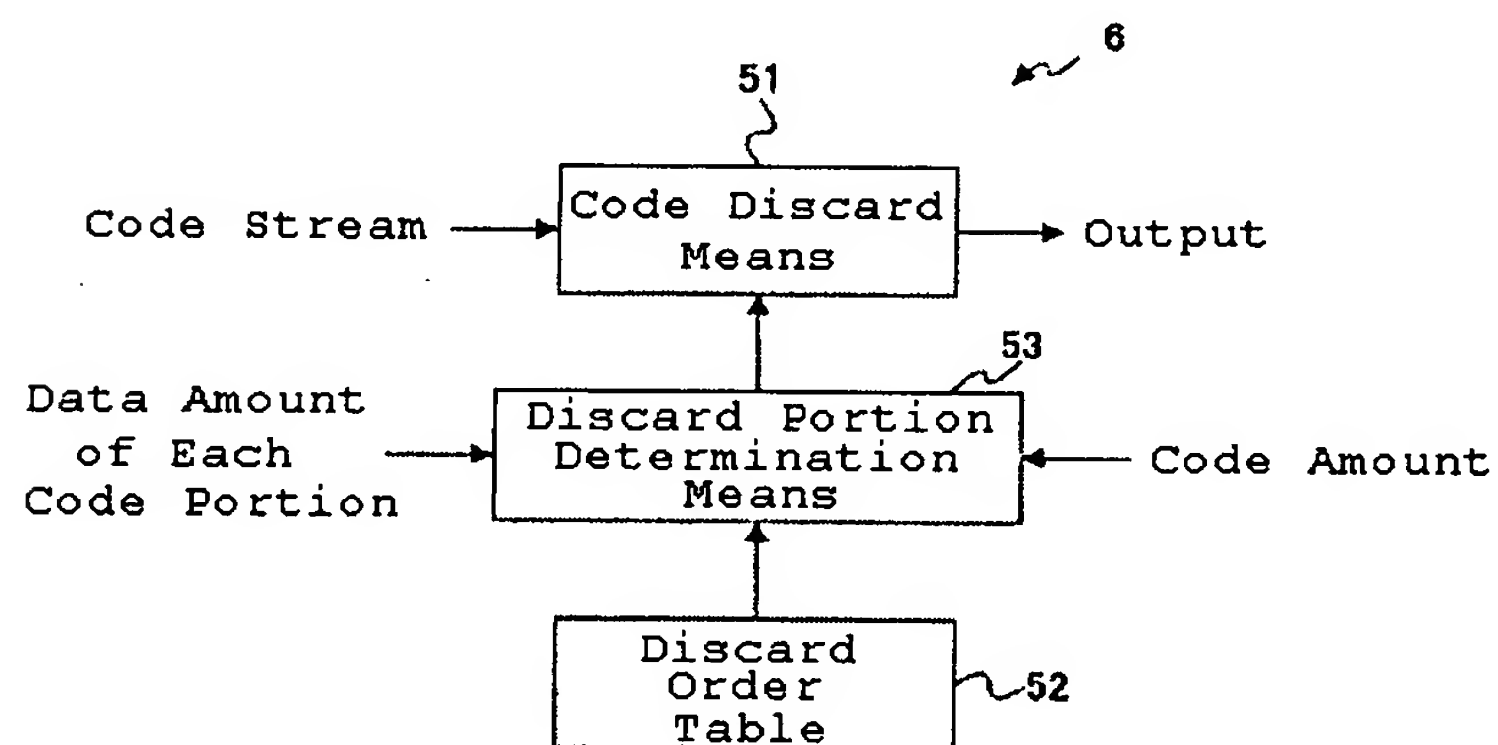 6
51
Code Stream
Code Discard
Means
Output
53
Data Amount
of Each
Code Portion
Discard Portion
Determination
Means
Code Amount
Discard
Order
Table
52